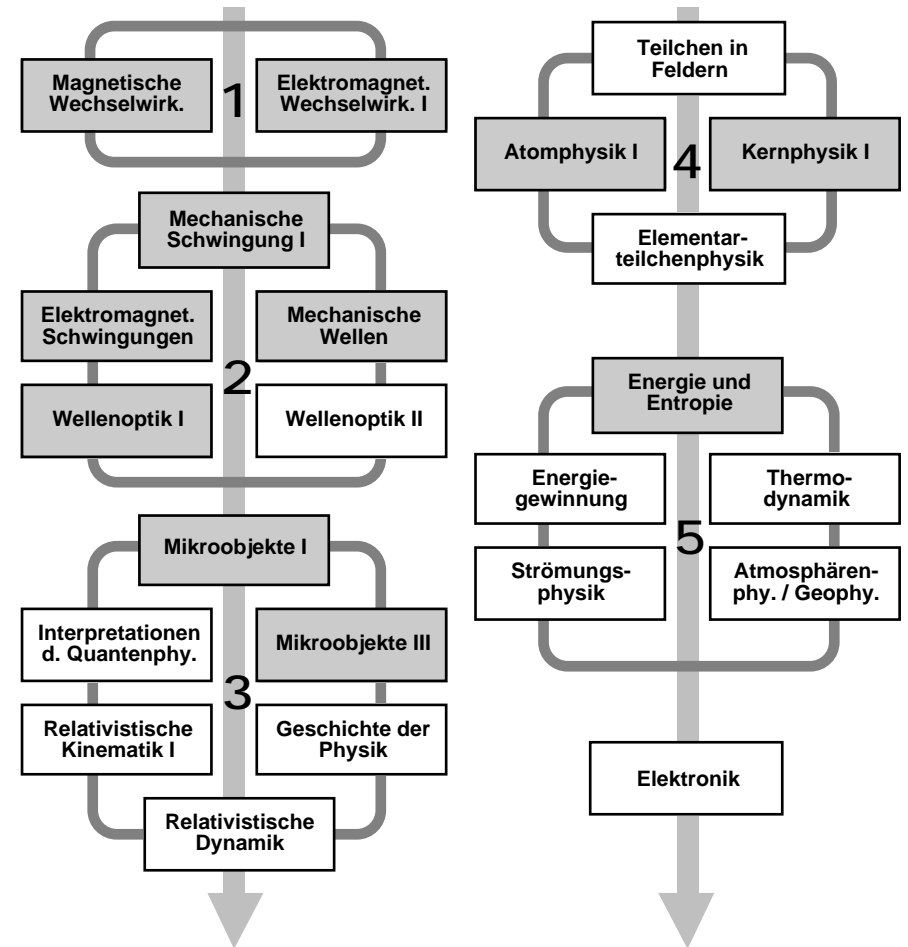 Magnetische
Wechselwirk.
1
Elektromagnet.
Wechselwirk. I
Mechanische
Schwingung I
Elektromagnet.
Schwingungen
Mechanische
Wellen
2
Wellenoptik I
Wellenoptik II
Mikroobjekte I
Interpretationen
d. Quantenphy.
Mikroobjekte III
3
Relativistische
Kinematik I
Geschichte der
Physik
Relativistische
Dynamik
Teilchen in
Feldern
Atomphysik I
4
Kernphysik I
Elementar-
teilchenphysik
Energie und
Entropie
Energie-
gewinnung
Thermo-
dynamik
5
Strömungs-
physik
Atmosphären-
phy. / Geophy.
Elektronik